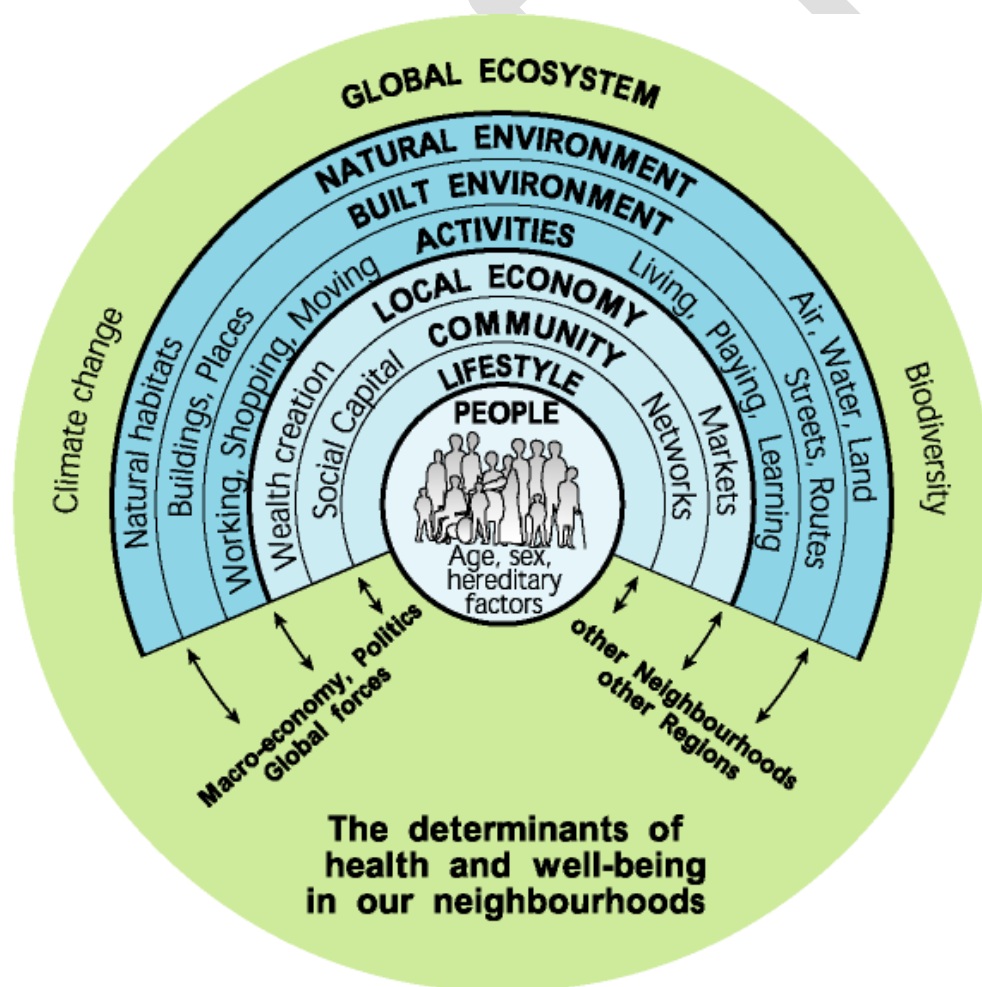 GLOBAL ECOSYSTEM
NATURAL ENVIRONMENT
BUILT ENVIRONMENT
ACTIVITIES
LOCAL ECONOMY
COMMUNITY
LIFESTYLE
PEOPLE
Age, sex,
hereditary
factors
Climate change
Natural habitats
Buildings, Places
Working, Shopping, Moving
Wealth creation
Social Capital
Living, Playing, Learning
Air, Water, Land
Streets, Routes
Markets
Networks
Biodiversity
Macro-economy, Politics
Global forces
other Neighbourhoods
other Regions
The determinants of
health and well-being
in our neighbourhoods